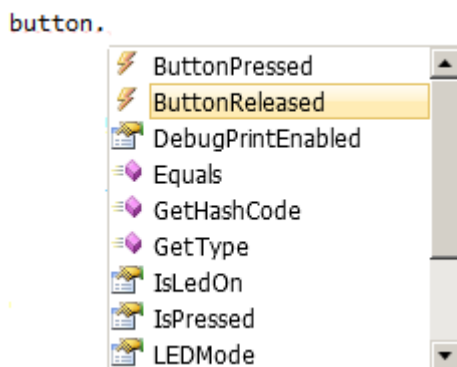 button.
ButtonPressed
ButtonReleased
DebugPrintEnabled
Equals
GetHashCode
GetType
IsLedOn
IsPressed
LEDMode